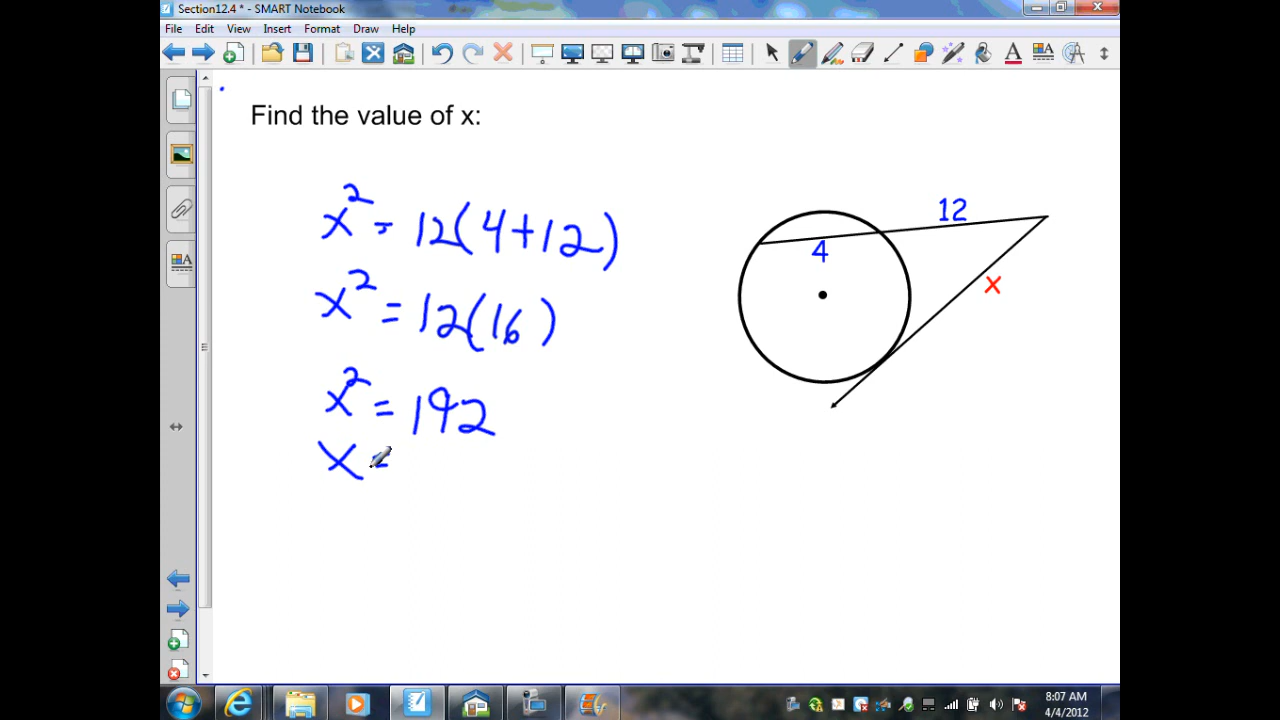 Section12.4 * - SMART Notebook
File Edit View Insert Format Draw Help
Find the value of x:
x² = 12(4+12)
x² = 12(16)
x² = 192
x =
12
4
x
8:07 AM
4/4/2012